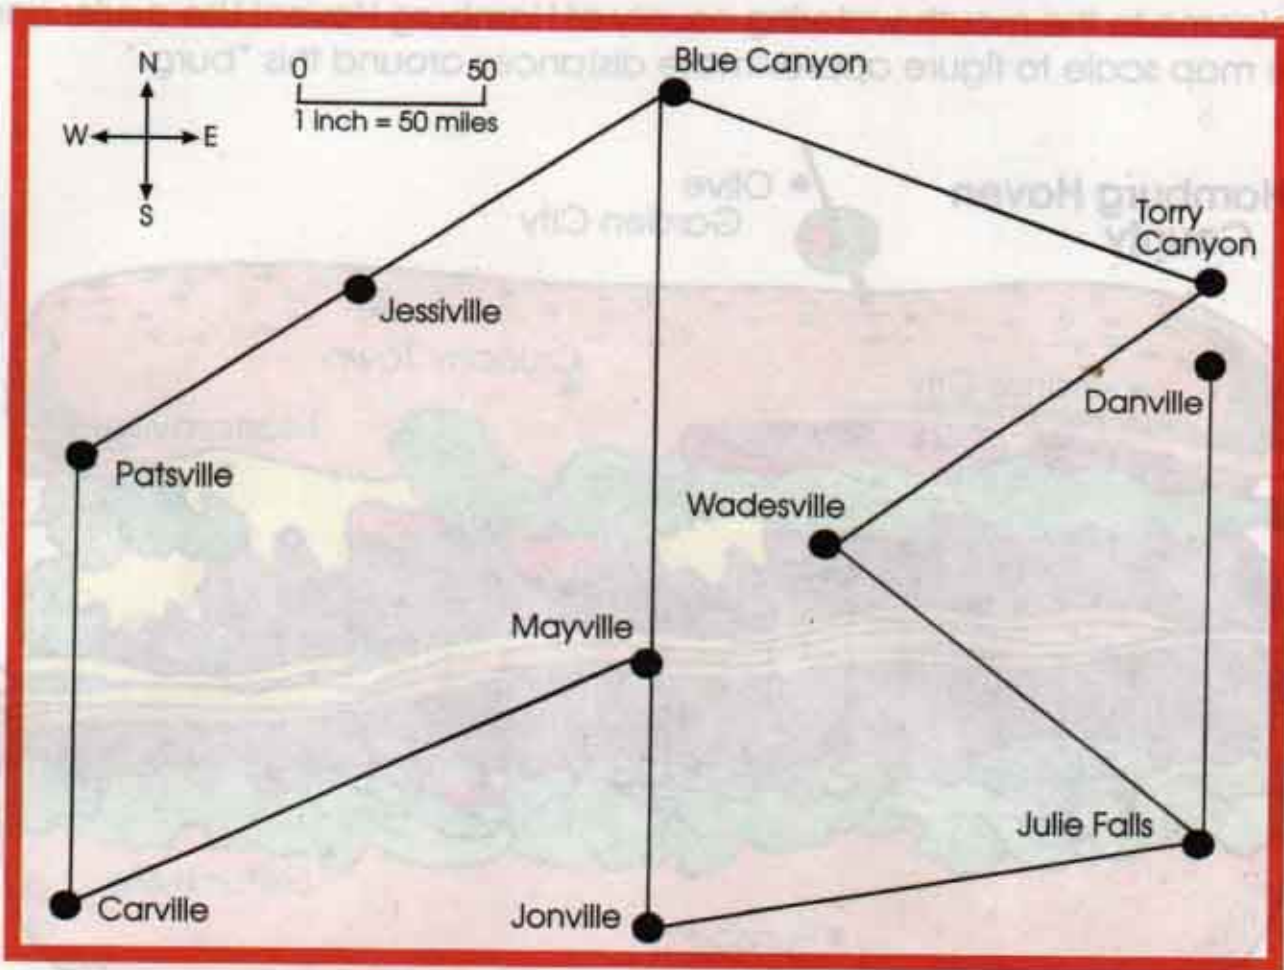 Blue Canyon
N
W E
S
0 50
1 inch = 50 miles
Torry
Canyon
Jessiville
Danville
Patsville
Wadesville
Mayville
Julie Falls
Carville
Jonville